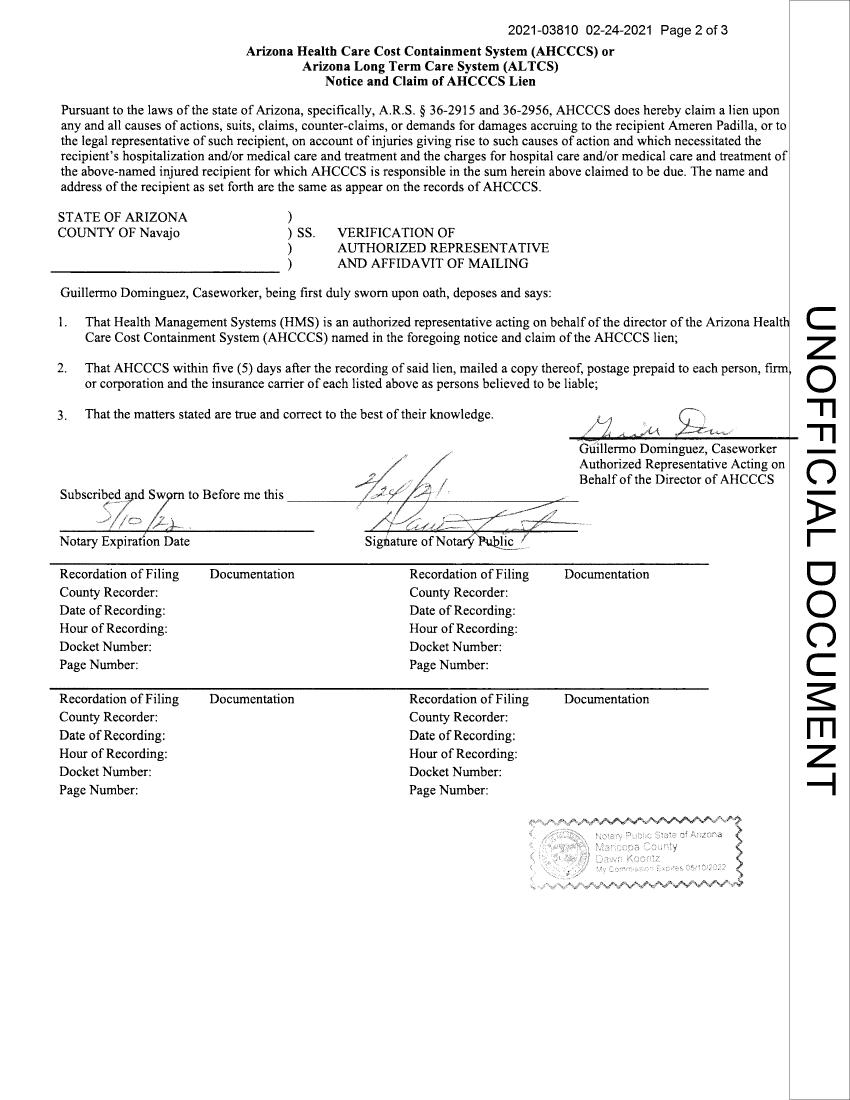 2021-03810 02-24-2021 Page 2 of 3
Arizona Health Care Cost Containment System (AHCCCS) or
Arizona Long Term Care System (ALTCS)
Notice and Claim of AHCCCS Lien
Pursuant to the laws of the state of Arizona, specifically, A.R.S. § 36-2915 and 36-2956, AHCCCS does hereby claim a lien upon
any and all causes of actions, suits, claims, counter-claims, or demands for damages accruing to the recipient Ameren Padilla, or to
the legal representative of such recipient, on account of injuries giving rise to such causes of action and which necessitated the
recipient's hospitalization and/or medical care and treatment and the charges for hospital care and/or medical care and treatment of
the above-named injured recipient for which AHCCCS is responsible in the sum herein above claimed to be due. The name and
address of the recipient as set forth are the same as appear on the records of AHCCCS.
STATE OF ARIZONA )
COUNTY OF Navajo ) SS. VERIFICATION OF
) AUTHORIZED REPRESENTATIVE
) AND AFFIDAVIT OF MAILING
Guillermo Dominguez, Caseworker, being first duly sworn upon oath, deposes and says:
1. That Health Management Systems (HMS) is an authorized representative acting on behalf of the director of the Arizona Health
Care Cost Containment System (AHCCCS) named in the foregoing notice and claim of the AHCCCS lien;
2. That AHCCCS within five (5) days after the recording of said lien, mailed a copy thereof, postage prepaid to each person, firm,
or corporation and the insurance carrier of each listed above as persons believed to be liable;
3. That the matters stated are true and correct to the best of their knowledge.
Guillermo Dominguez, Caseworker
Authorized Representative Acting on
Behalf of the Director of AHCCCS
Subscribed and Sworn to Before me this 2/24/21.
5/10/22
Notary Expiration Date Signature of Notary Public
Recordation of Filing Documentation Recordation of Filing Documentation
County Recorder: County Recorder:
Date of Recording: Date of Recording:
Hour of Recording: Hour of Recording:
Docket Number: Docket Number:
Page Number: Page Number:
Recordation of Filing Documentation Recordation of Filing Documentation
County Recorder: County Recorder:
Date of Recording: Date of Recording:
Hour of Recording: Hour of Recording:
Docket Number: Docket Number:
Page Number: Page Number:
Notary Public State of Arizona
Maricopa County
Dawn Koontz
My Commission Expires 05/10/2022
UNOFFICIAL DOCUMENT